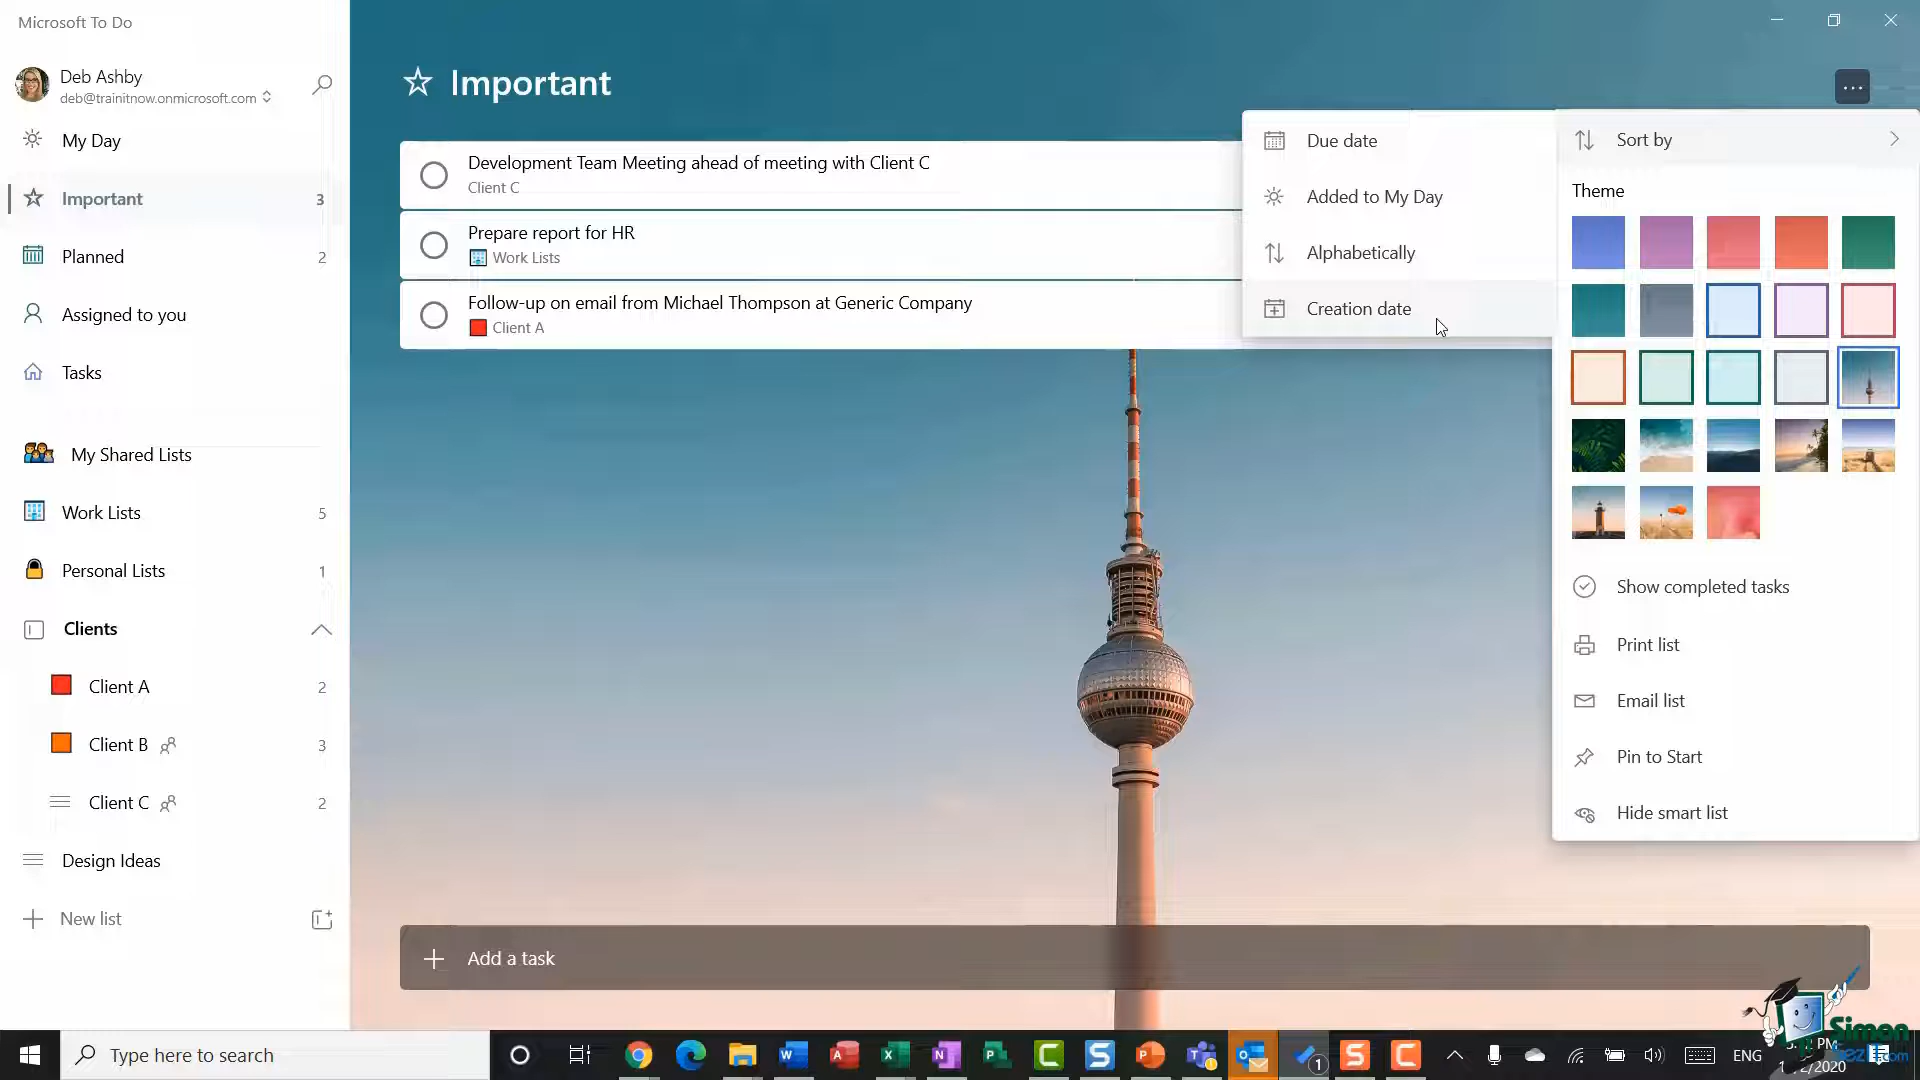 Microsoft To Do
Deb Ashby
deb@trainitnow.onmicrosoft.com
My Day
Important 3
Planned 2
Assigned to you
Tasks
My Shared Lists
Work Lists 5
Personal Lists 1
Clients
Client A 2
Client B 3
Client C 2
Design Ideas
New list
Important
Development Team Meeting ahead of meeting with Client C
Client C
Prepare report for HR
Work Lists
Follow-up on email from Michael Thompson at Generic Company
Client A
Add a task
Due date
Added to My Day
Alphabetically
Creation date
Sort by
Theme
Show completed tasks
Print list
Email list
Pin to Start
Hide smart list
Type here to search
1
ENG